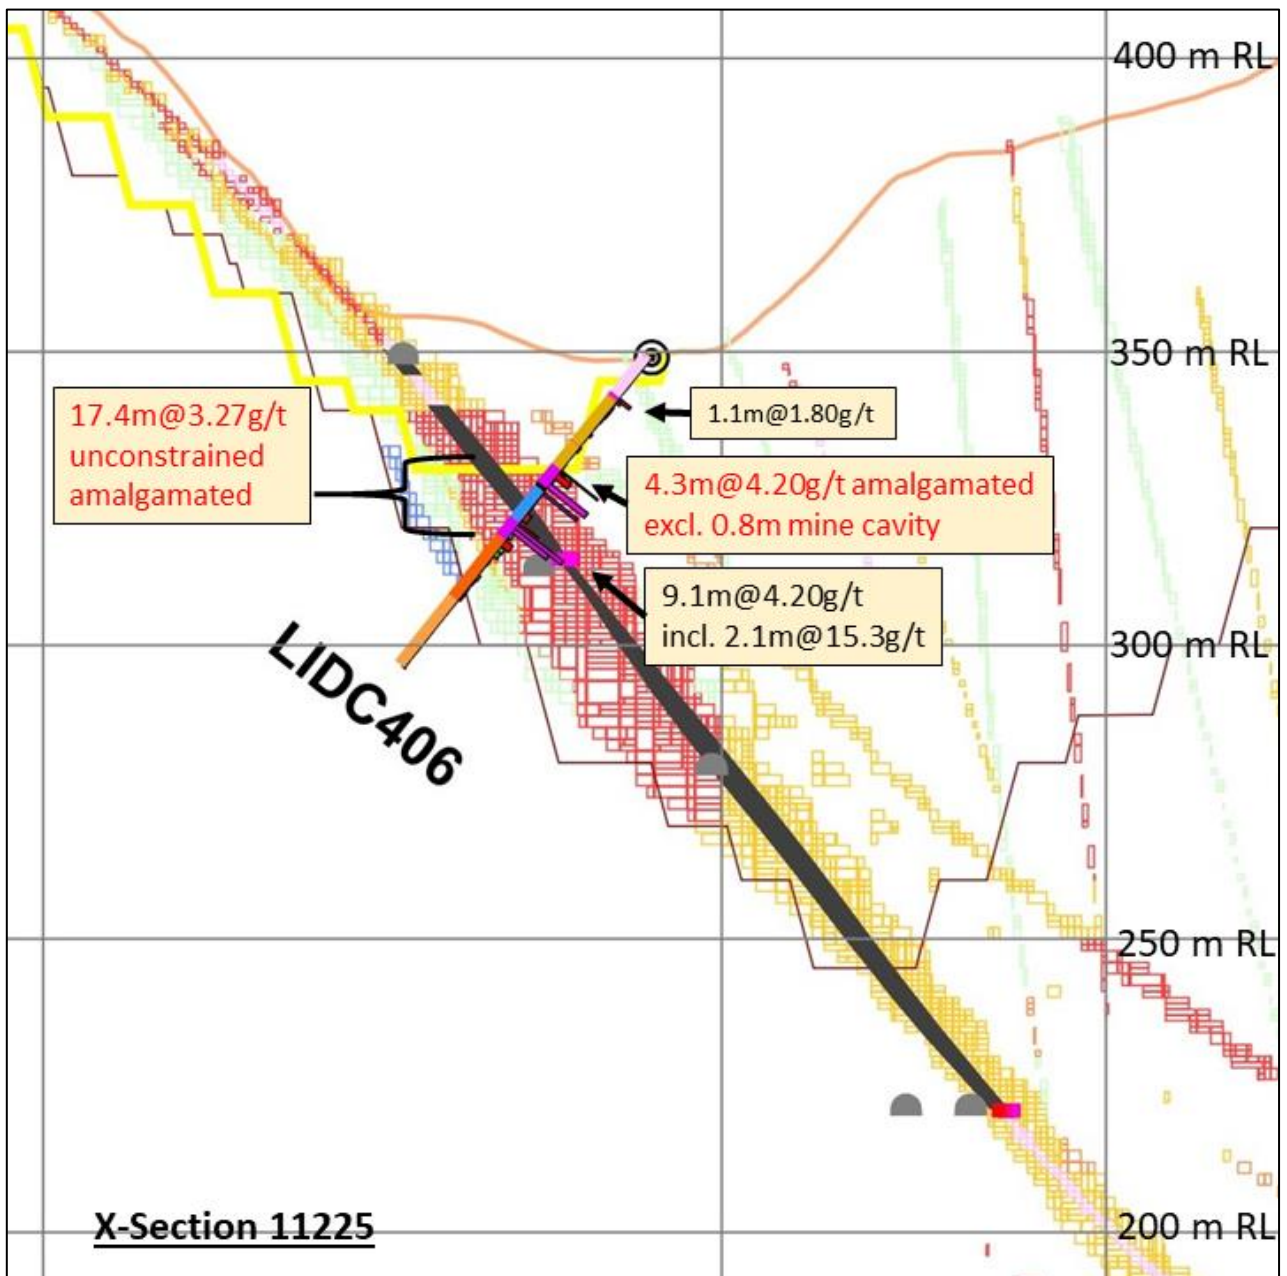 400 m RL
350 m RL
17.4m@3.27g/t
unconstrained
amalgamated
1.1m@1.80g/t
4.3m@4.20g/t amalgamated
excl. 0.8m mine cavity
9.1m@4.20g/t
incl. 2.1m@15.3g/t
300 m RL
LIDC406
250 m RL
X-Section 11225
200 m RL